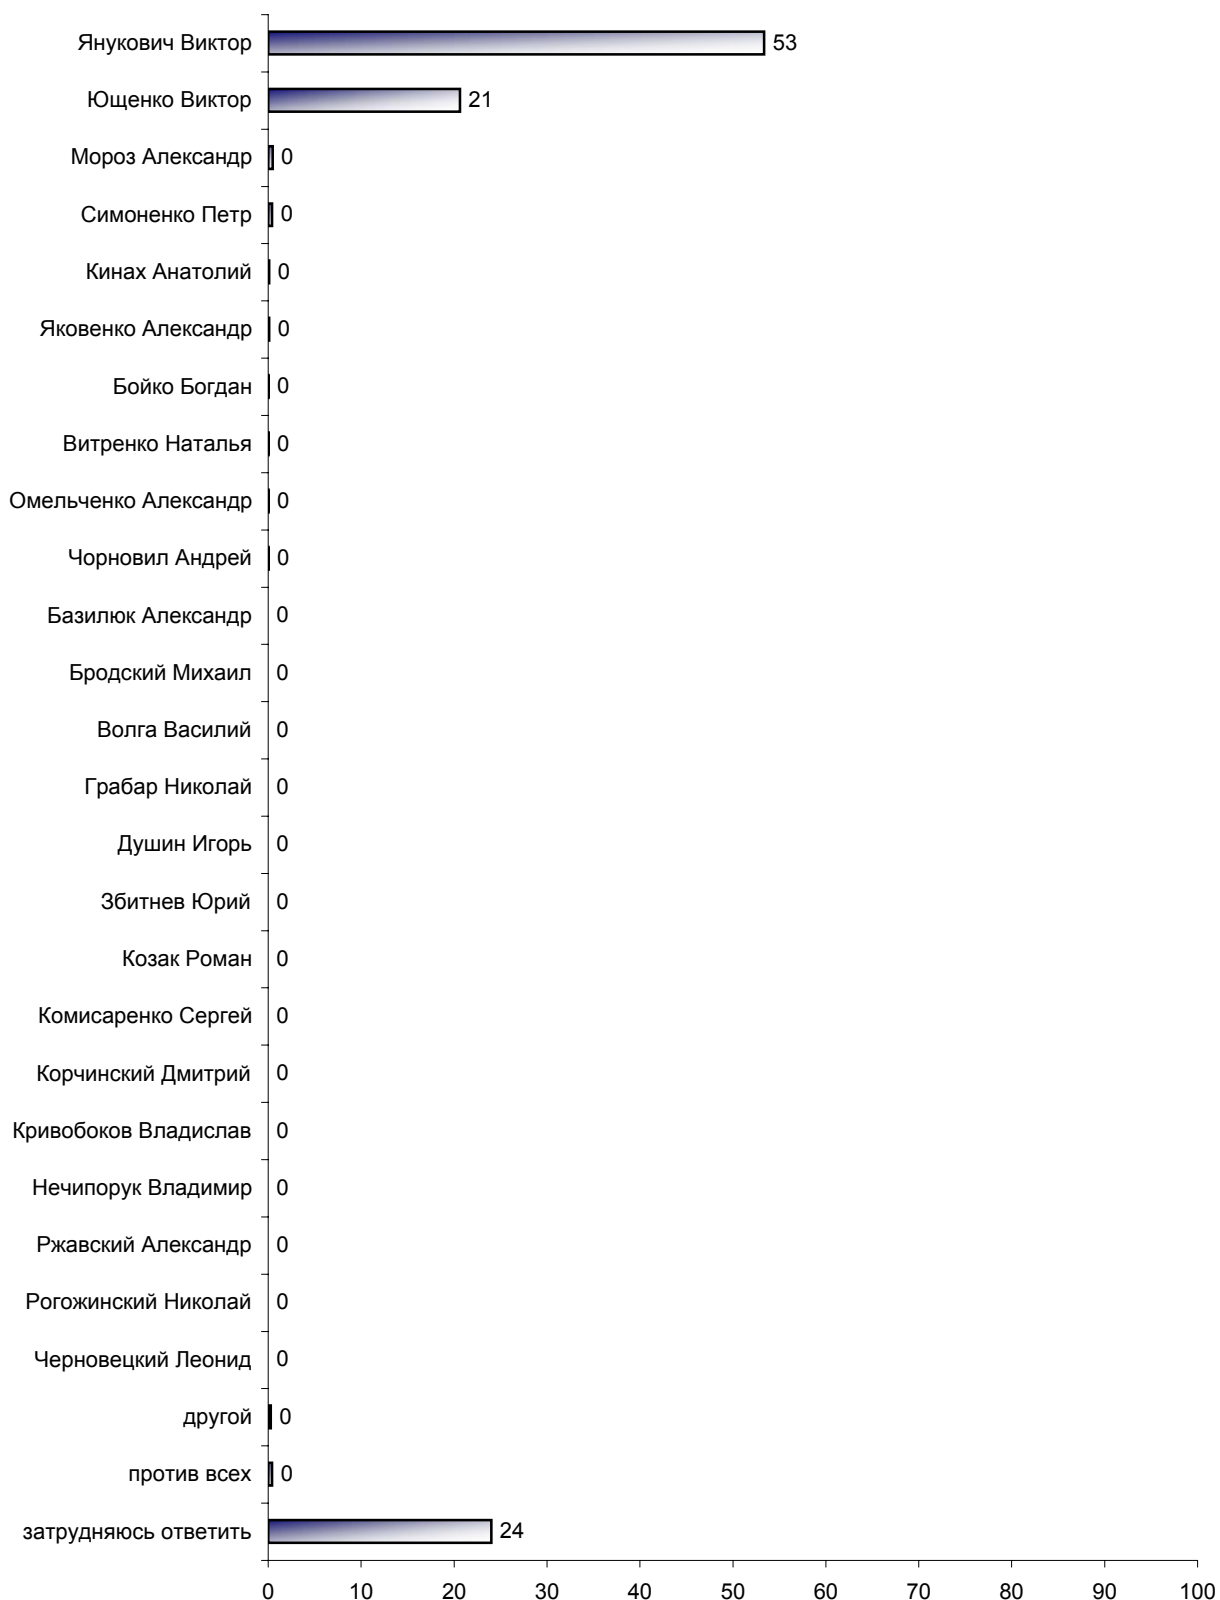 Янукович Виктор 53
Ющенко Виктор 21
Мороз Александр 0
Симоненко Петр 0
Кинах Анатолий 0
Яковенко Александр 0
Бойко Богдан 0
Витренко Наталья 0
Омельченко Александр 0
Чорновил Андрей 0
Базилюк Александр 0
Бродский Михаил 0
Волга Василий 0
Грабар Николай 0
Душин Игорь 0
Збитнев Юрий 0
Козак Роман 0
Комисаренко Сергей 0
Корчинский Дмитрий 0
Кривобоков Владислав 0
Нечипорук Владимир 0
Ржавский Александр 0
Рогожинский Николай 0
Черновецкий Леонид 0
другой 0
против всех 0
затрудняюсь ответить 24
0 10 20 30 40 50 60 70 80 90 100